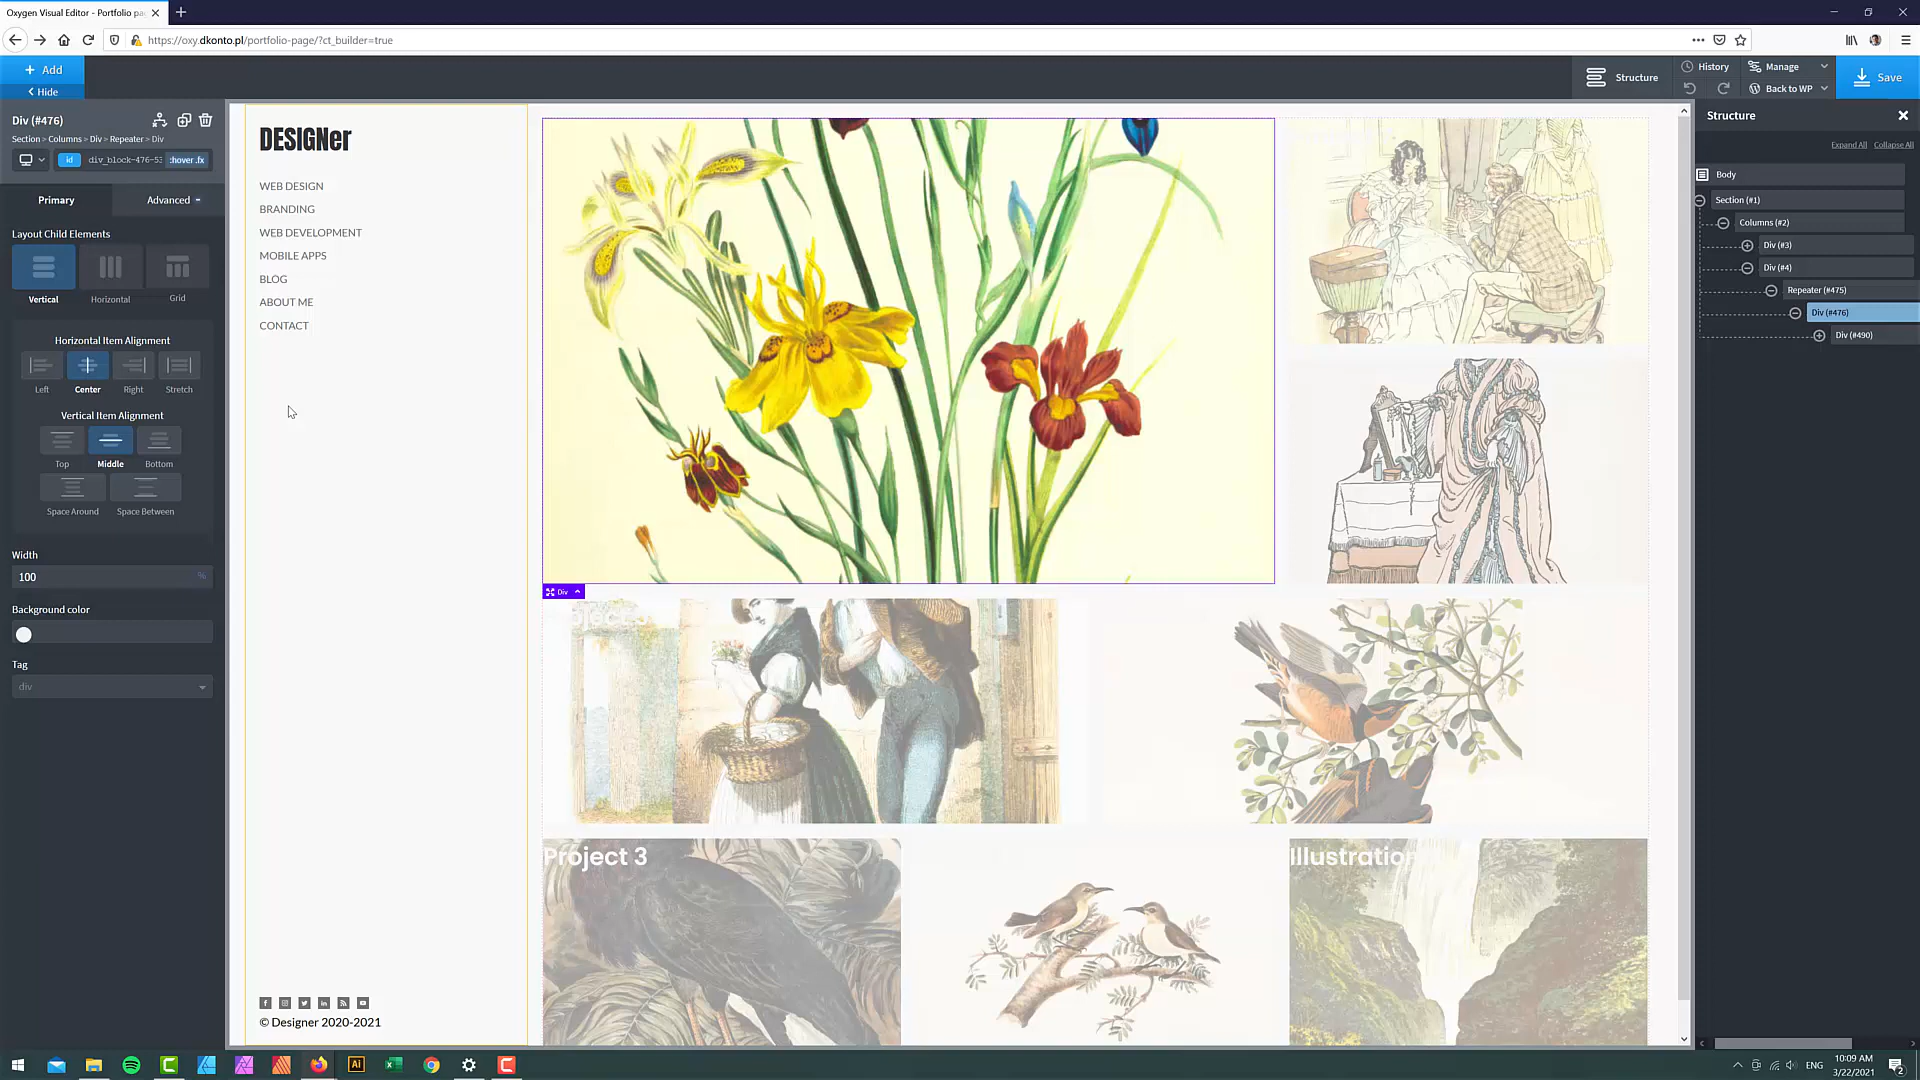 Oxygen Visual Editor - Portfolio pa
https://oxy.dkonto.pl/portfolio-page/?ct_builder=true
+ Add
Hide
Structure
History
Manage
Back to WP
Save
Div (#476)
Section > Columns > Div > Repeater > Div
id
div_block-476-53
:hover .fx
Primary
Advanced
Layout Child Elements
Vertical
Horizontal
Grid
Horizontal Item Alignment
Left
Center
Right
Stretch
Vertical Item Alignment
Top
Middle
Bottom
Space Around
Space Between
Width
100
%
Background color
Tag
div
DESIGNer
WEB DESIGN
BRANDING
WEB DEVELOPMENT
MOBILE APPS
BLOG
ABOUT ME
CONTACT
© Designer 2020-2021
Div
Project 3
Illustration
Structure
Expand All
Collapse All
Body
Section (#1)
Columns (#2)
Div (#3)
Div (#4)
Repeater (#475)
Div (#476)
Div (#490)
Ai
ENG
10:09 AM
3/22/2021
2